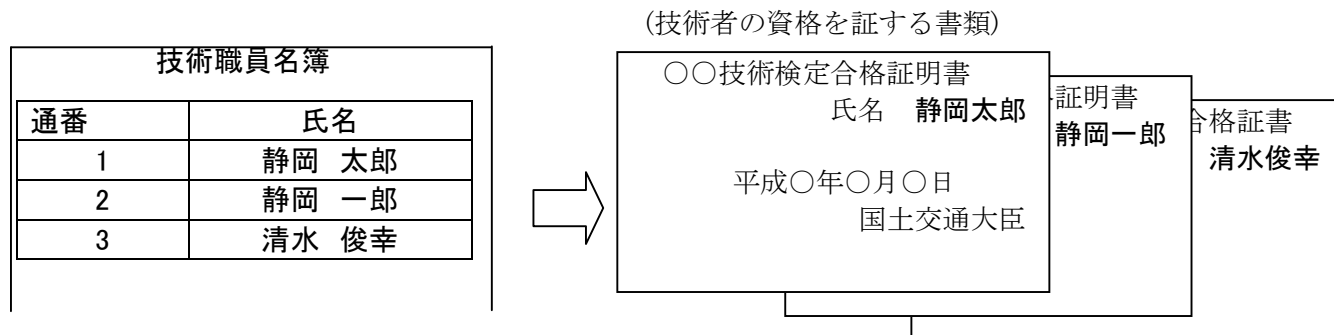 (技術者の資格を証する書類)
技術職員名簿
通番 氏名
1 静岡 太郎
2 静岡 一郎
3 清水 俊幸
○○技術検定合格証明書
氏名 静岡太郎
平成○年○月○日
国土交通大臣
証明書
静岡一郎
合格証書
清水俊幸